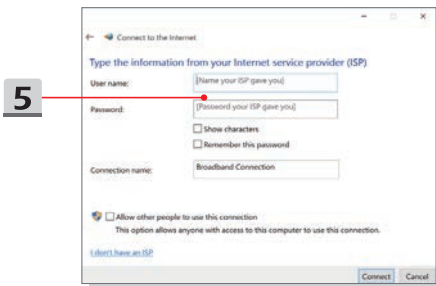 Connect to the Internet
Type the information from your Internet service provider (ISP)
User name:
[Name your ISP gave you]
5
Password:
[Password your ISP gave you]
Show characters
Remember this password
Connection name:
Broadband Connection
Allow other people to use this connection
This option allows anyone with access to this computer to use this connection.
I don't have an ISP
Connect
Cancel